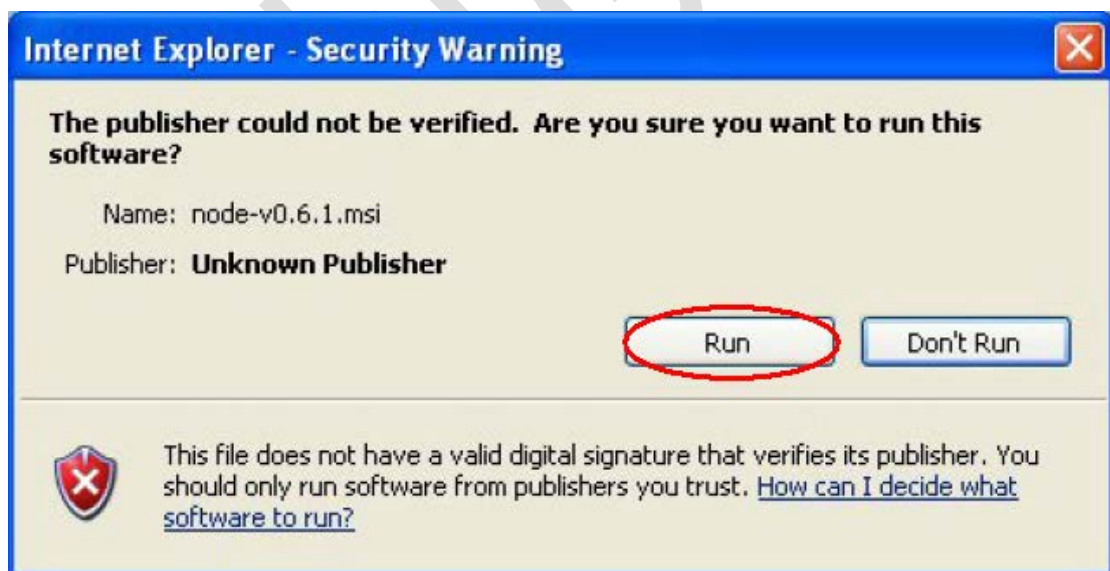 Internet Explorer - Security Warning
The publisher could not be verified. Are you sure you want to run this
software?
Name: node-v0.6.1.msi
Publisher: Unknown Publisher
Run
Don't Run
This file does not have a valid digital signature that verifies its publisher. You
should only run software from publishers you trust. How can I decide what
software to run?